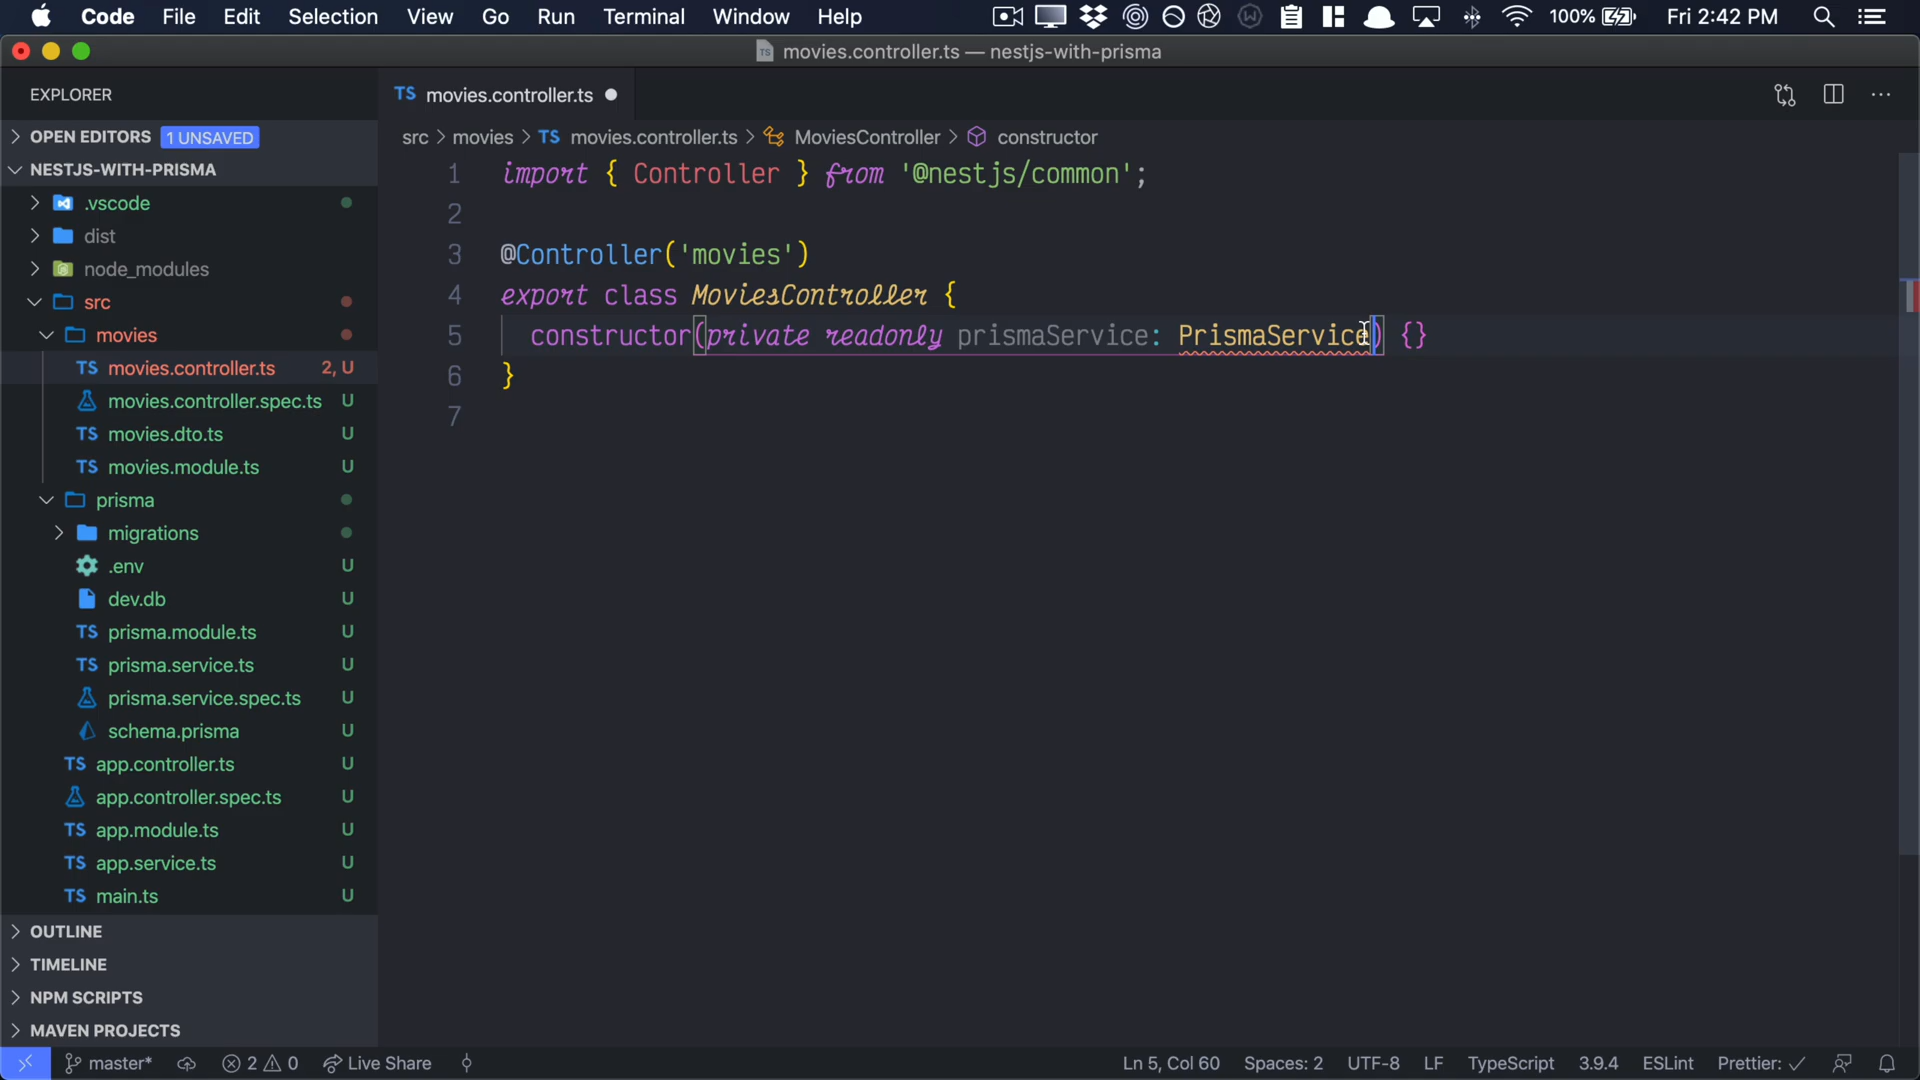 Code File Edit Selection View Go Run Terminal Window Help 100% Fri 2:42 PM
TS movies.controller.ts — nestjs-with-prisma
EXPLORER
OPEN EDITORS 1 UNSAVED
NESTJS-WITH-PRISMA
.vscode
dist
node_modules
src
movies
TS movies.controller.ts 2, U
movies.controller.spec.ts U
TS movies.dto.ts U
TS movies.module.ts U
prisma
migrations
.env U
dev.db U
TS prisma.module.ts U
TS prisma.service.ts U
prisma.service.spec.ts U
schema.prisma U
TS app.controller.ts U
app.controller.spec.ts U
TS app.module.ts U
TS app.service.ts U
TS main.ts U
OUTLINE
TIMELINE
NPM SCRIPTS
MAVEN PROJECTS
TS movies.controller.ts
src > movies > TS movies.controller.ts > MoviesController > constructor
1 import { Controller } from '@nestjs/common';
2
3 @Controller('movies')
4 export class MoviesController {
5 constructor(private readonly prismaService: PrismaService) {}
6 }
7
master* 2 0 Live Share Ln 5, Col 60 Spaces: 2 UTF-8 LF TypeScript 3.9.4 ESLint Prettier: ✓